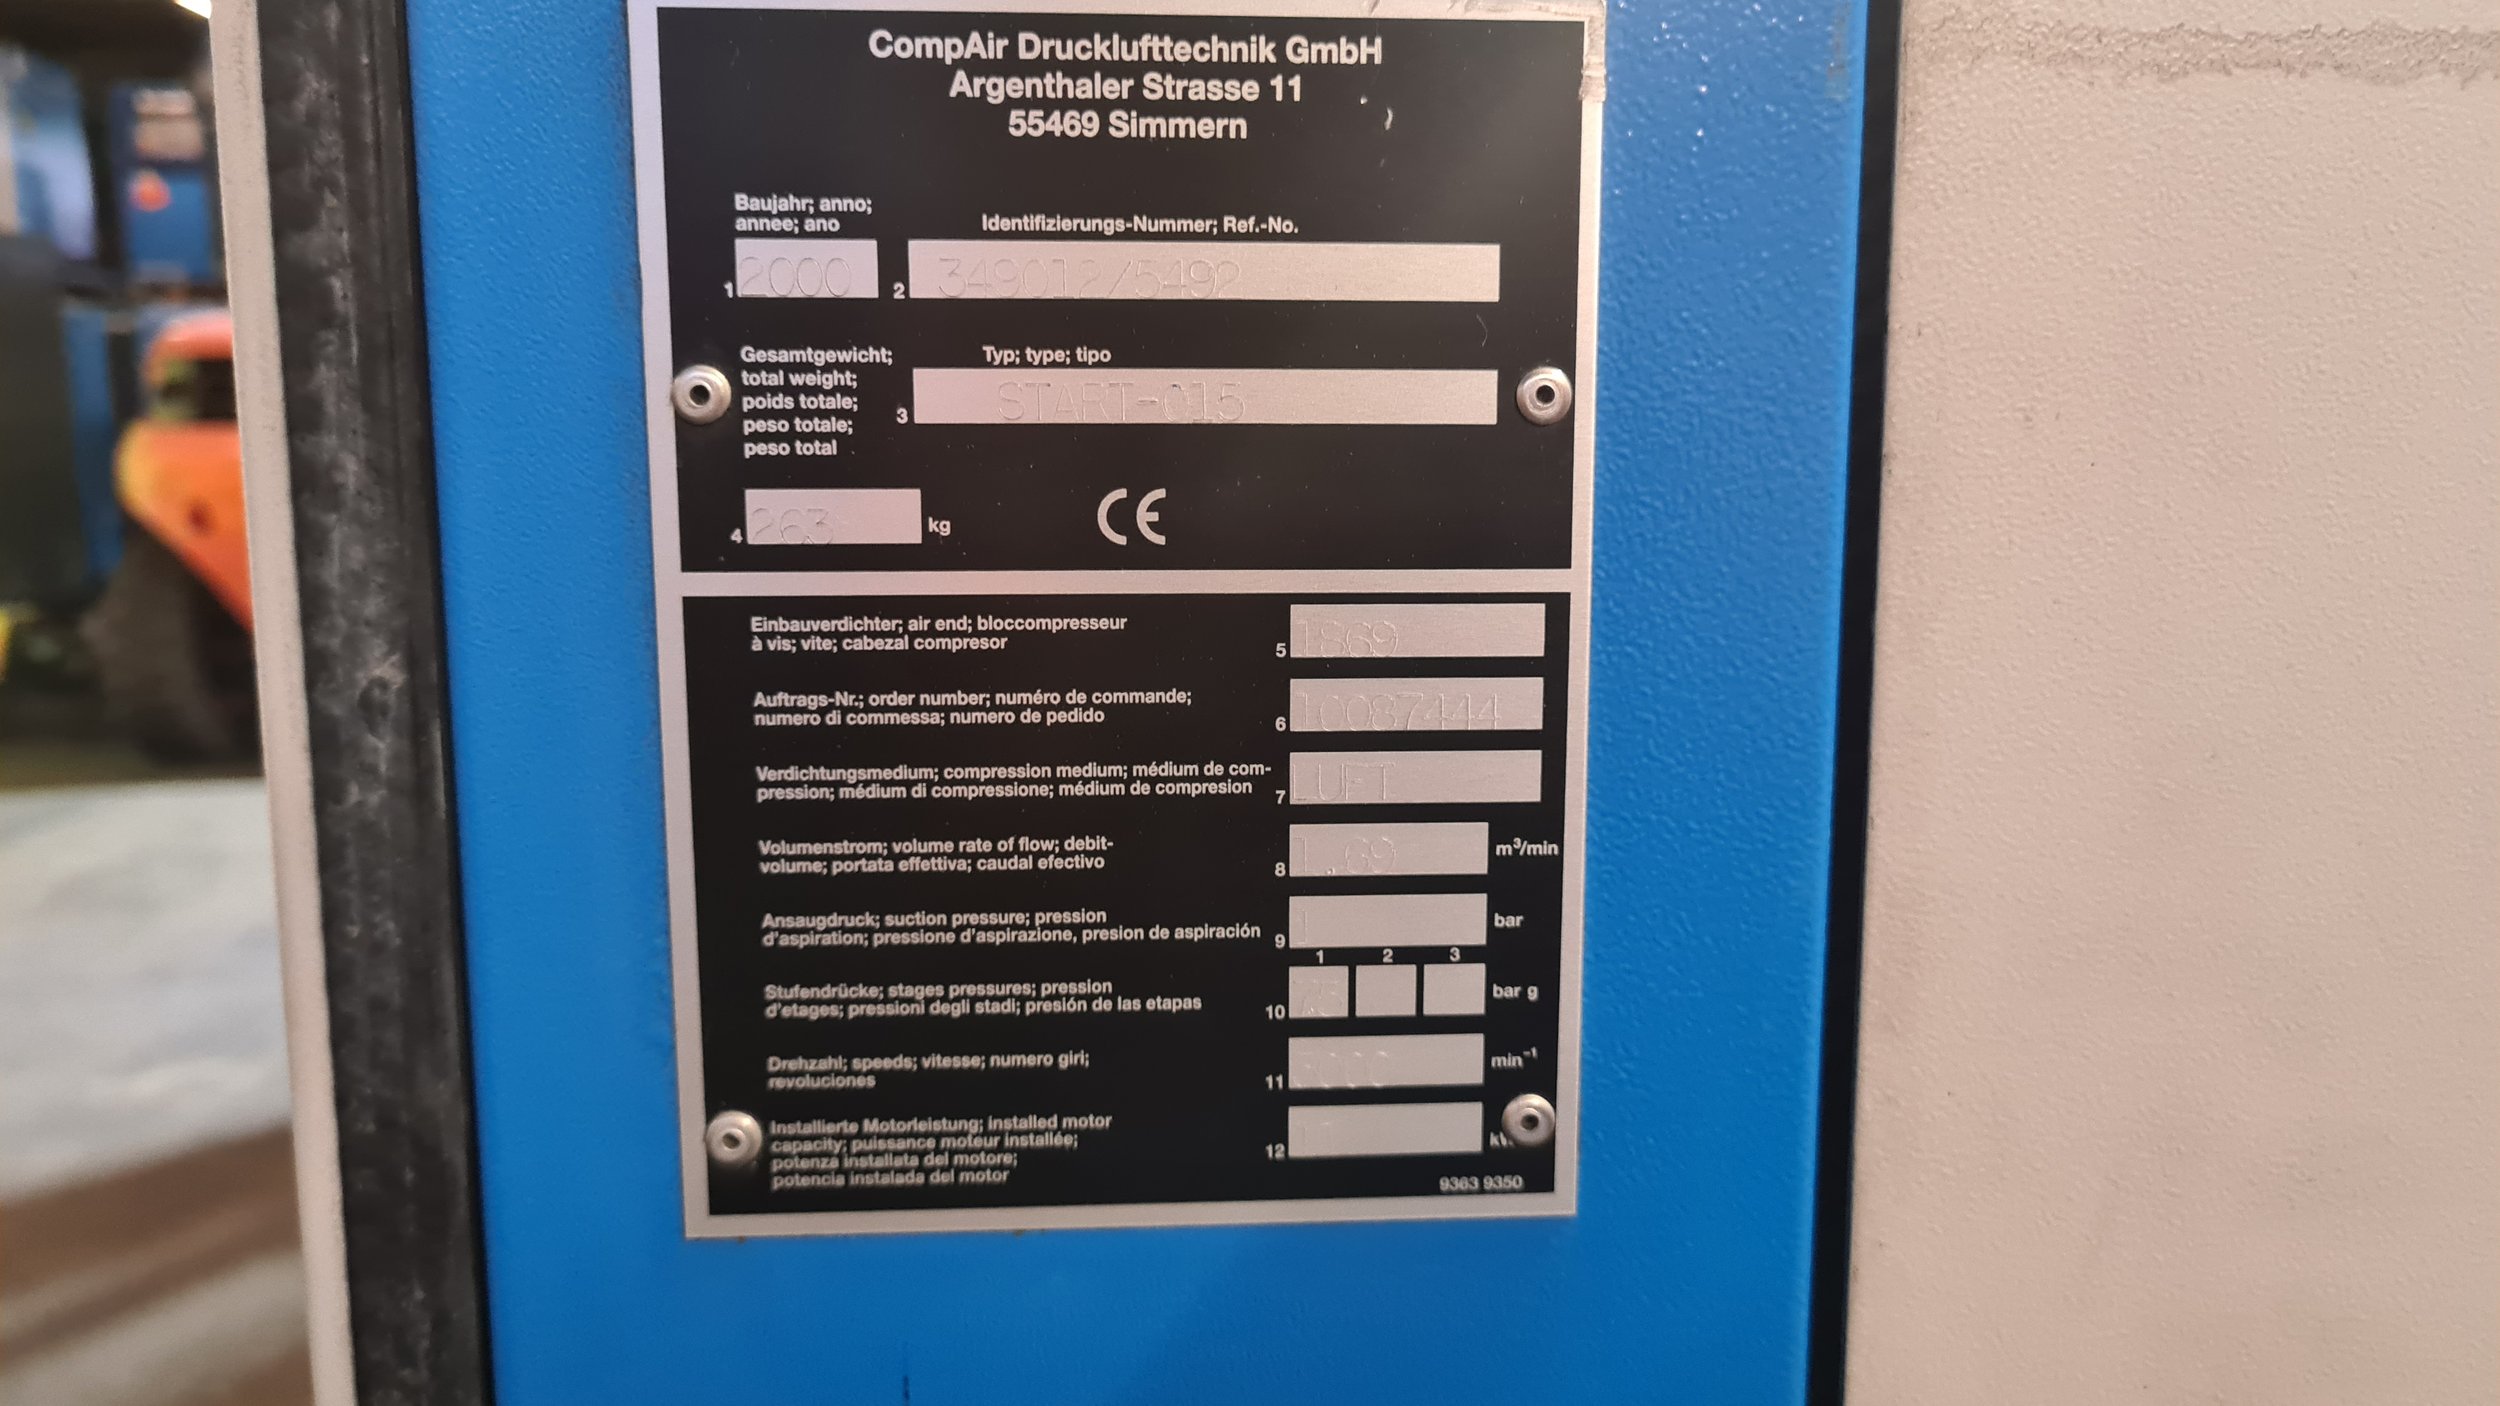 CompAir Drucklufttechnik GmbH
Argenthaler Strasse 11
55469 Simmern
Baujahr; anno;
annee; ano
Identifizierungs-Nummer; Ref.-No.
1 2000 2 349012/5492
Gesamtgewicht;
total weight;
poids totale;
peso totale;
peso total
Typ; type; tipo
3 START-015
4 263 kg CE
Einbauverdichter; air end; bloccompresseur
à vis; vite; cabezal compresor
5 1869
Auftrags-Nr.; order number; numéro de commande;
numero di commessa; numero de pedido
6 10087444
Verdichtungsmedium; compression medium; médium de com-
pression; médium di compressione; médium de compresion
7 LUFT
Volumenstrom; volume rate of flow; debit-
volume; portata effettiva; caudal efectivo
8 1.69 m³/min
Ansaugdruck; suction pressure; pression
d'aspiration; pressione d'aspirazione, presion de aspiración
9 1 bar
1 2 3
Stufendrücke; stages pressures; pression
d'etages; pressioni degli stadi; presión de las etapas
10 bar g
Drehzahl; speeds; vitesse; numero giri;
revoluciones
11 min⁻¹
Installierte Motorleistung; installed motor
capacity; puissance moteur installée;
potenza installata del motore;
potencia instalada del motor
12
9363 9350